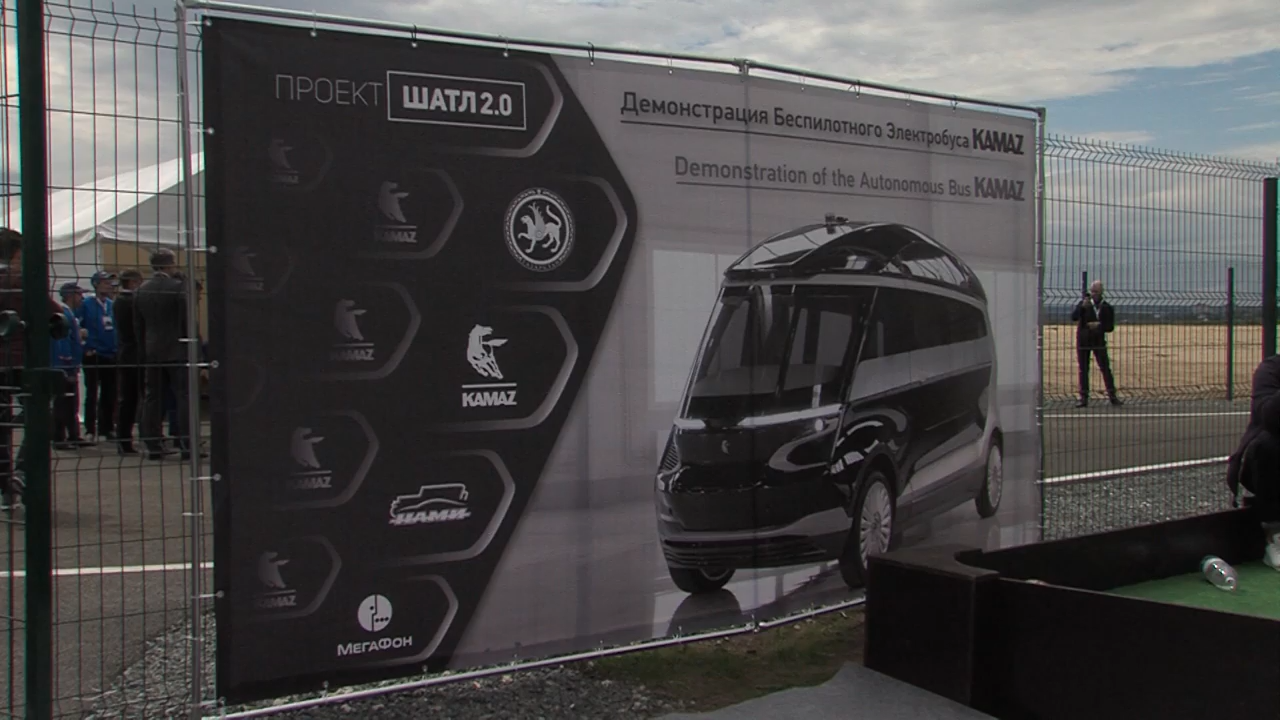 ПРОЕКТ ШАТЛ 2.0
Демонстрация Беспилотного Электробуса KAMAZ
Demonstration of the Autonomous Bus KAMAZ
KAMAZ
KAMAZ
KAMAZ
KAMAZ
KAMAZ
НАМИ
KAMAZ
МЕГАФОН